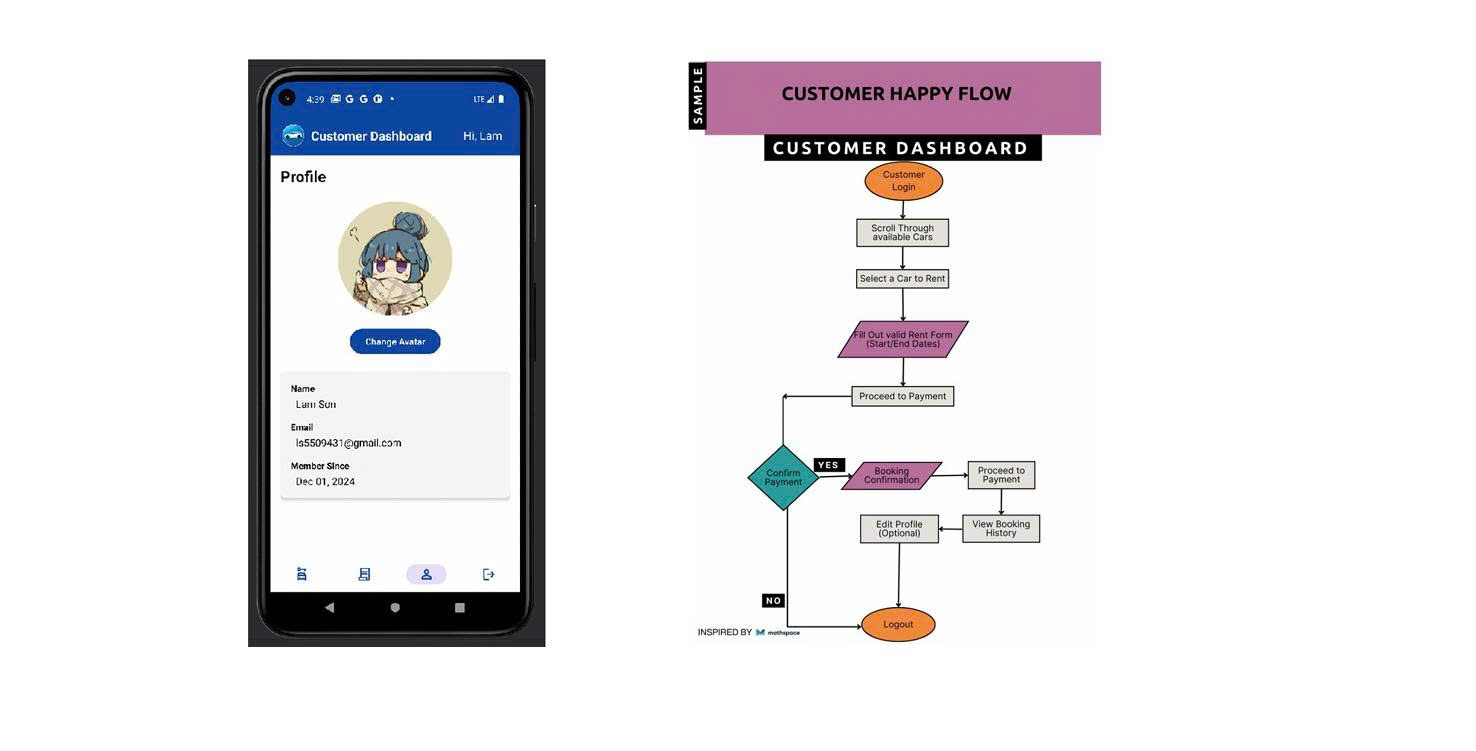 4:39
LTE
Customer Dashboard
Hi, Lam
Profile
Change Avatar
Name
Lam Son
Email
ls5509431@gmail.com
Member Since
Dec 01, 2024
SAMPLE
CUSTOMER HAPPY FLOW
CUSTOMER DASHBOARD
Customer
Login
Scroll Through
available Cars
Select a Car to Rent
Fill Out valid Rent Form
(Start/End Dates)
Proceed to Payment
Confirm
Payment
YES
Booking
Confirmation
Proceed to
Payment
Edit Profile
(Optional)
View Booking
History
NO
Logout
INSPIRED BY mathspace